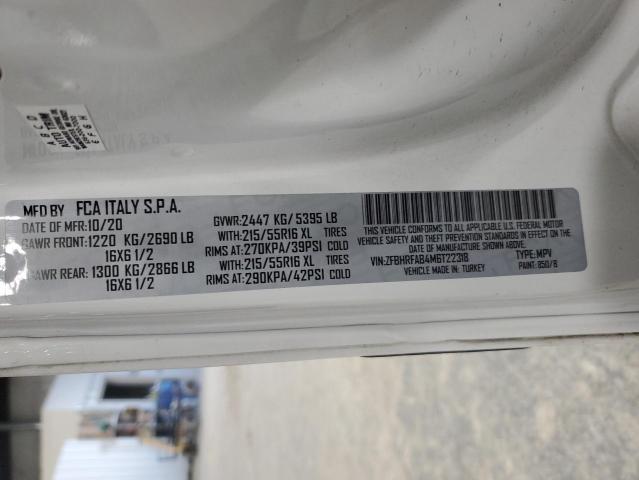 MFD BY FCA ITALY S.P.A.
DATE OF MFR:10/20
GAWR FRONT:1220 KG/2690 LB
16X6 1/2
GAWR REAR: 1300 KG/2866 LB
16X6 1/2
GVWR:2447 KG/ 5395 LB
WITH:215/55R16 XL TIRES
RIMS AT:270KPA/39PSI COLD
WITH:215/55R16 XL TIRES
RIMS AT:290KPA/42PSI COLD
THIS VEHICLE CONFORMS TO ALL APPLICABLE U.S. FEDERAL MOTOR
VEHICLE SAFETY STANDARDS IN EFFECT ON THE
DATE OF MANUFACTURE SHOWN ABOVE.
VIN:ZFBHRFAB4M6T22318 TYPE:MPV
MADE IN: TURKEY PAINT: 850/B
A B C D
E F G H